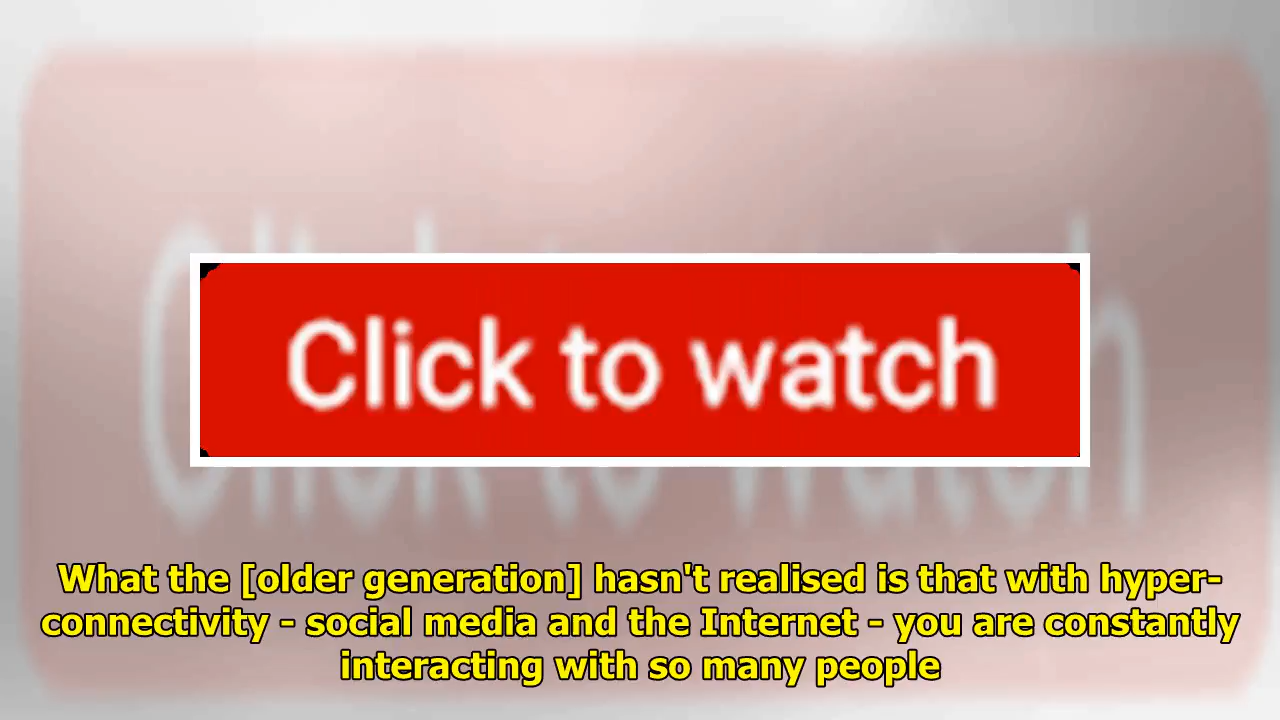 Click to watch
What the [older generation] hasn't realised is that with hyper-
connectivity - social media and the Internet - you are constantly
interacting with so many people